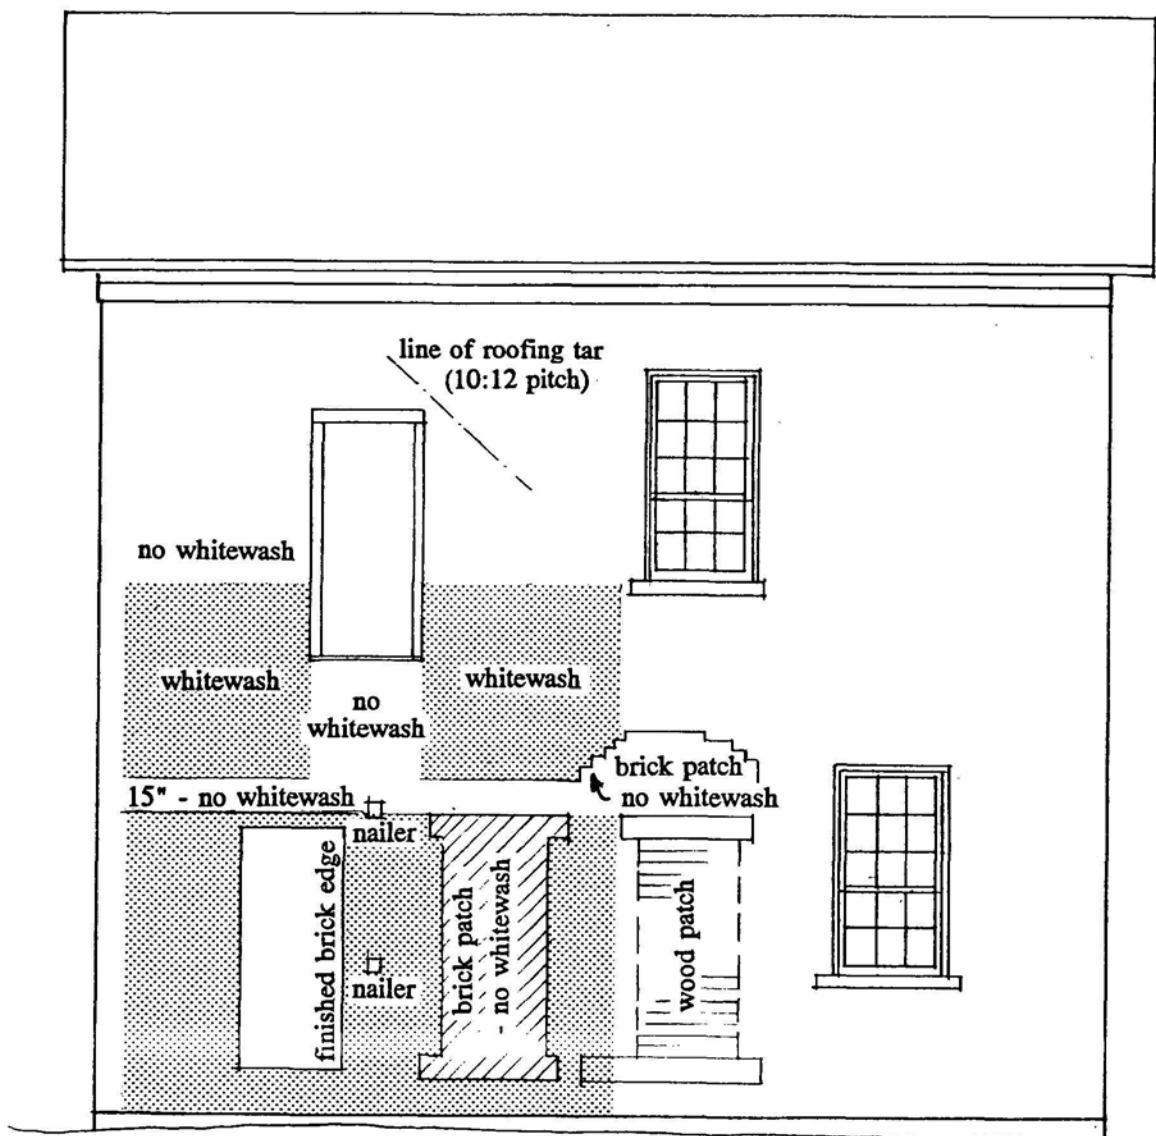 line of roofing tar
(10:12 pitch)
no whitewash
whitewash
whitewash
no
whitewash
brick patch
no whitewash
15" - no whitewash
nailer
finished brick edge
nailer
brick patch
- no whitewash
wood patch